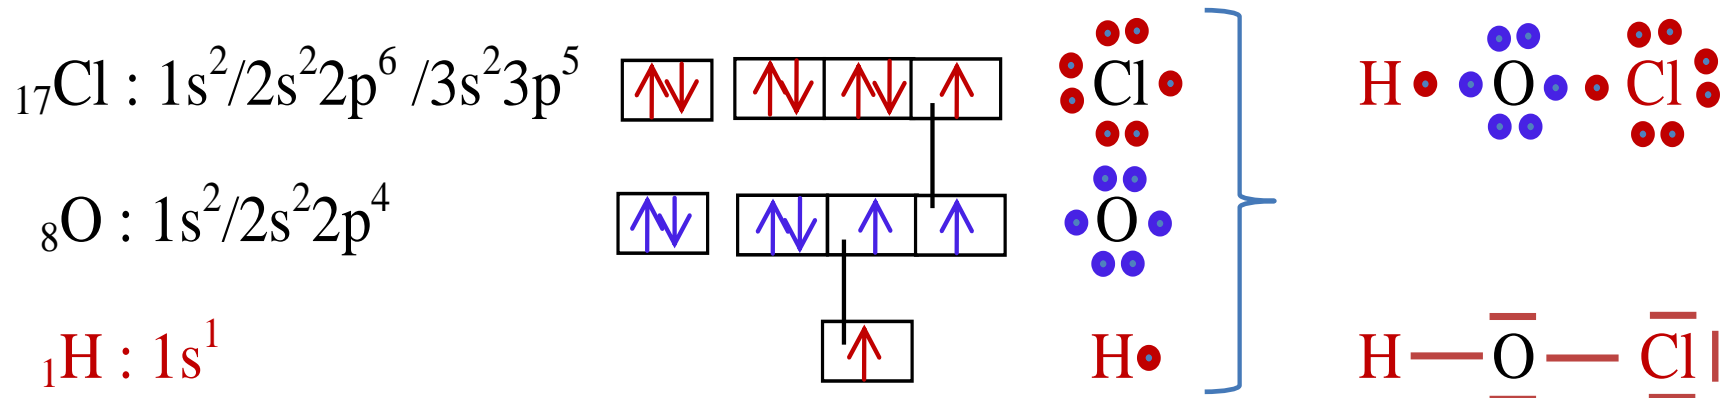 ₁₇Cl : 1s²/2s²2p⁶ /3s²3p⁵
Cl
H O Cl
₈O : 1s²/2s²2p⁴
O
₁H : 1s¹
H
H — O — Cl